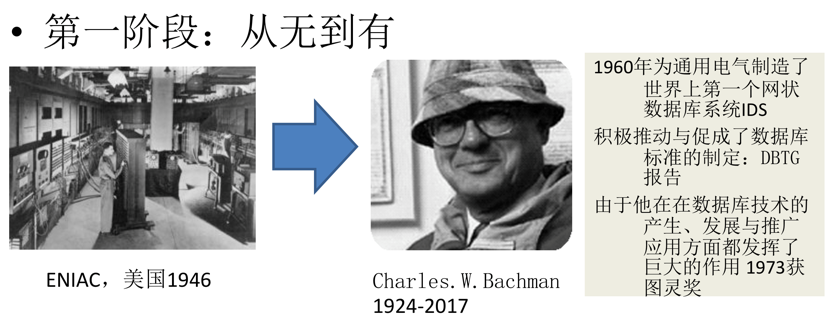 • 第一阶段：从无到有
ENIAC，美国1946
Charles.W.Bachman
1924-2017
1960年为通用电气制造了
世界上第一个网状
数据库系统IDS
积极推动与促成了数据库
标准的制定：DBTG
报告
由于他在在数据库技术的
产生、发展与推广
应用方面都发挥了
巨大的作用 1973获
图灵奖